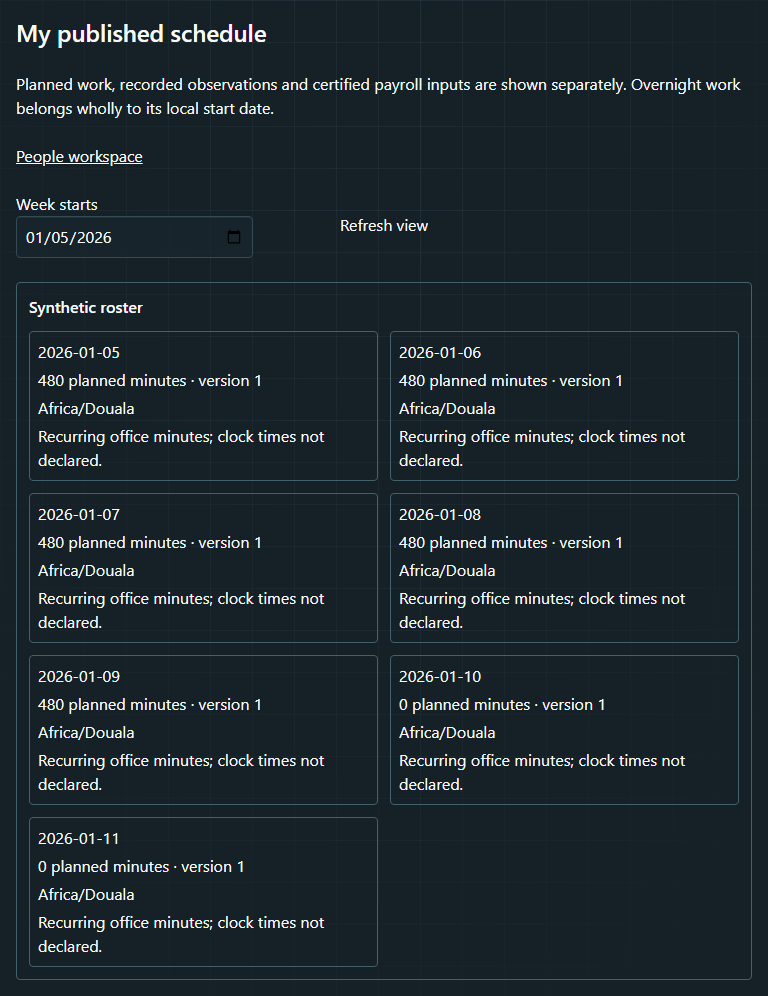 My published schedule
Planned work, recorded observations and certified payroll inputs are shown separately. Overnight work
belongs wholly to its local start date.
People workspace
Week starts
01/05/2026
Refresh view
Synthetic roster
2026-01-05
480 planned minutes · version 1
Africa/Douala
Recurring office minutes; clock times not
declared.
2026-01-06
480 planned minutes · version 1
Africa/Douala
Recurring office minutes; clock times not
declared.
2026-01-07
480 planned minutes · version 1
Africa/Douala
Recurring office minutes; clock times not
declared.
2026-01-08
480 planned minutes · version 1
Africa/Douala
Recurring office minutes; clock times not
declared.
2026-01-09
480 planned minutes · version 1
Africa/Douala
Recurring office minutes; clock times not
declared.
2026-01-10
0 planned minutes · version 1
Africa/Douala
Recurring office minutes; clock times not
declared.
2026-01-11
0 planned minutes · version 1
Africa/Douala
Recurring office minutes; clock times not
declared.